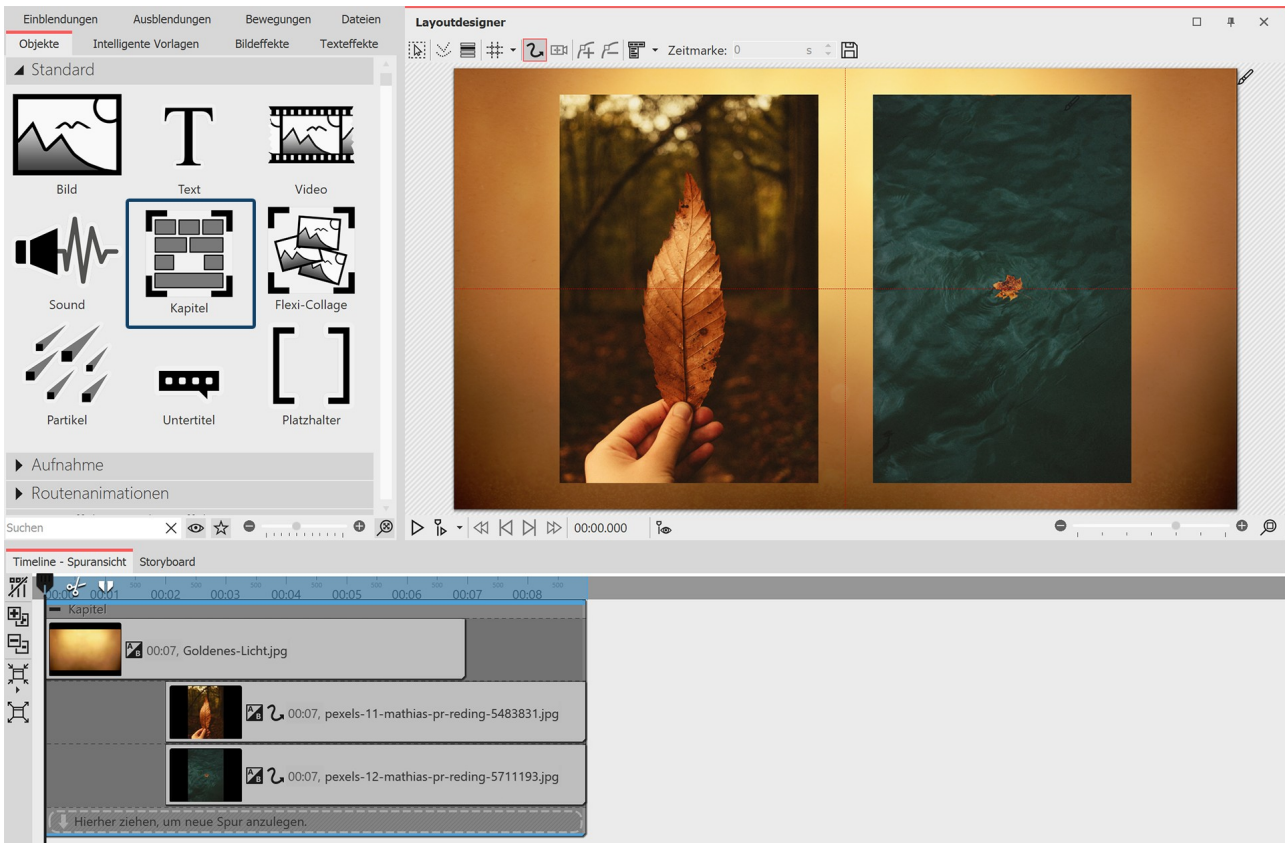 Einblendungen Ausblendungen Bewegungen Dateien
Objekte Intelligente Vorlagen Bildeffekte Texteffekte
Standard
Bild Text Video
Sound Kapitel Flexi-Collage
Partikel Untertitel Platzhalter
Aufnahme
Routenanimationen
Suchen
Layoutdesigner
Zeitmarke: 0 s
00:00.000
Timeline - Spuransicht Storyboard
00:00 00:01 00:02 00:03 00:04 00:05 00:06 00:07 00:08
Kapitel
00:07, Goldenes-Licht.jpg
00:07, pexels-11-mathias-pr-reding-5483831.jpg
00:07, pexels-12-mathias-pr-reding-5711193.jpg
Hierher ziehen, um neue Spur anzulegen.